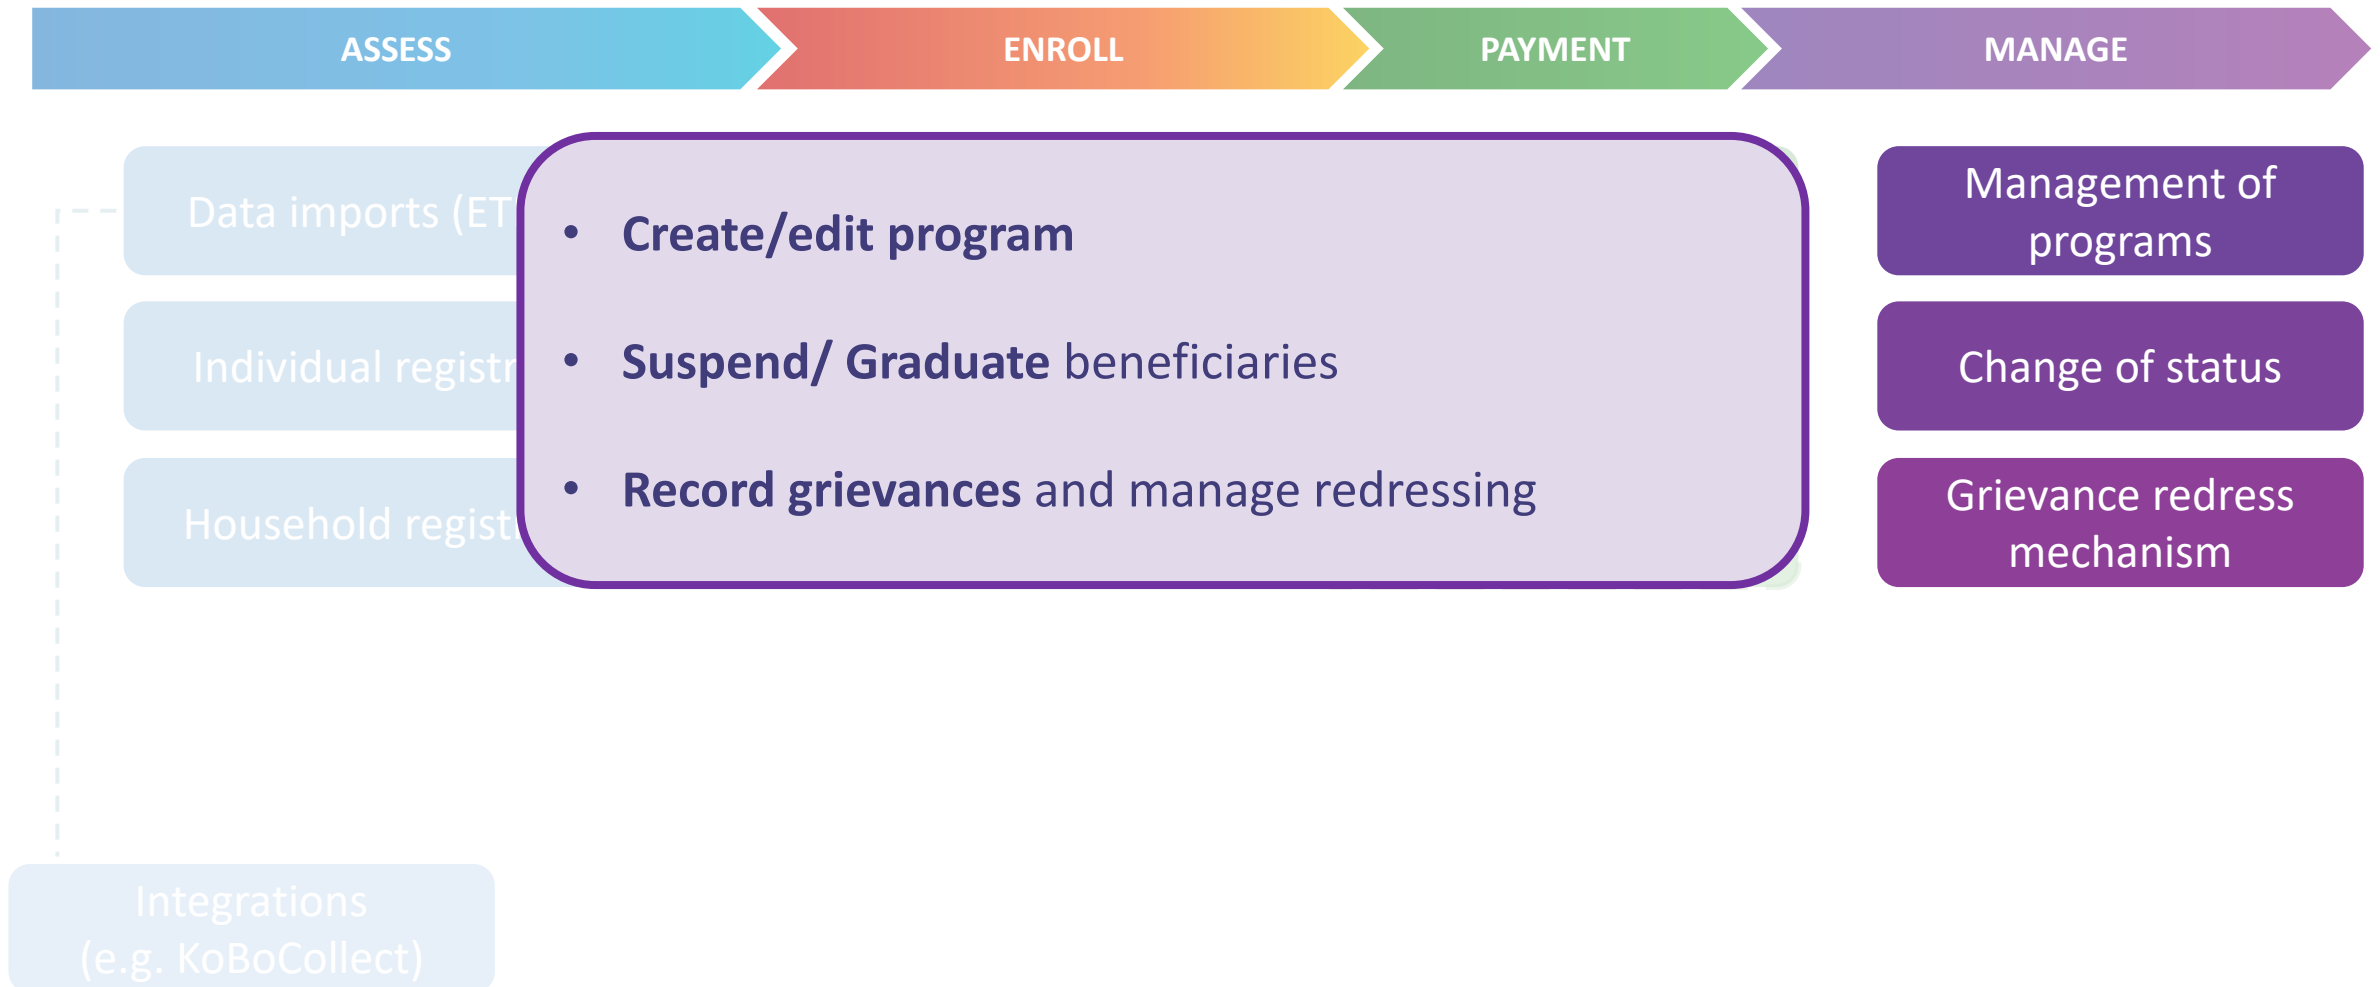 ASSESS
ENROLL
PAYMENT
MANAGE
Data imports (ET
Individual registr
Household regist
Integrations
(e.g. KoBoCollect)
• Create/edit program
• Suspend/ Graduate beneficiaries
• Record grievances and manage redressing
Management of
programs
Change of status
Grievance redress
mechanism